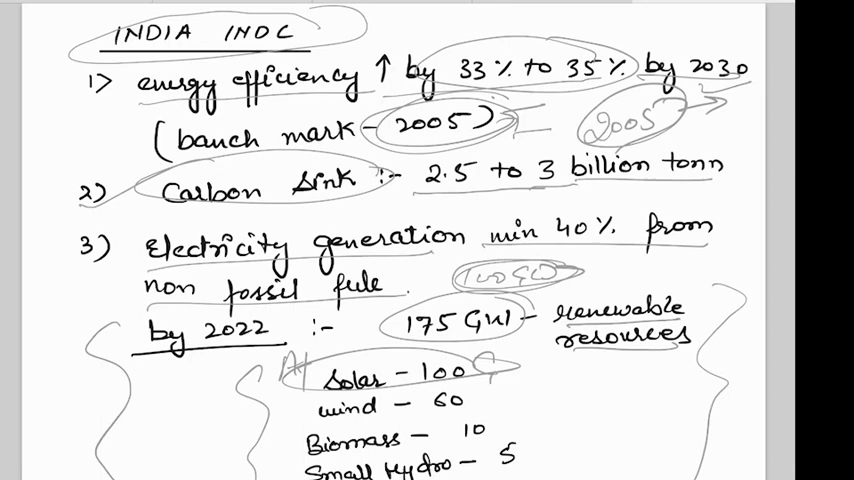 INDIA INDC
1) energy efficiency ↑ by 33% to 35% by 2030
(banch mark - 2005) 2005
2) Carbon Sink :- 2.5 to 3 billion tonn
3) Electricity generation min 40% from
non fossil fule.
100 GW
by 2022 :- 175 GW - renewable
resources
Solar - 100 G
wind - 60
Biomass - 10
Small Hydro - 5